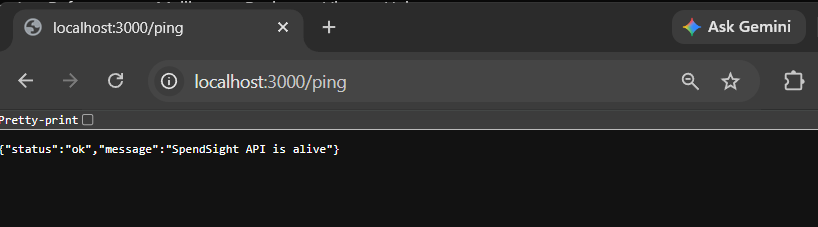 localhost:3000/ping
Ask Gemini
localhost:3000/ping
Pretty-print
{"status":"ok","message":"SpendSight API is alive"}